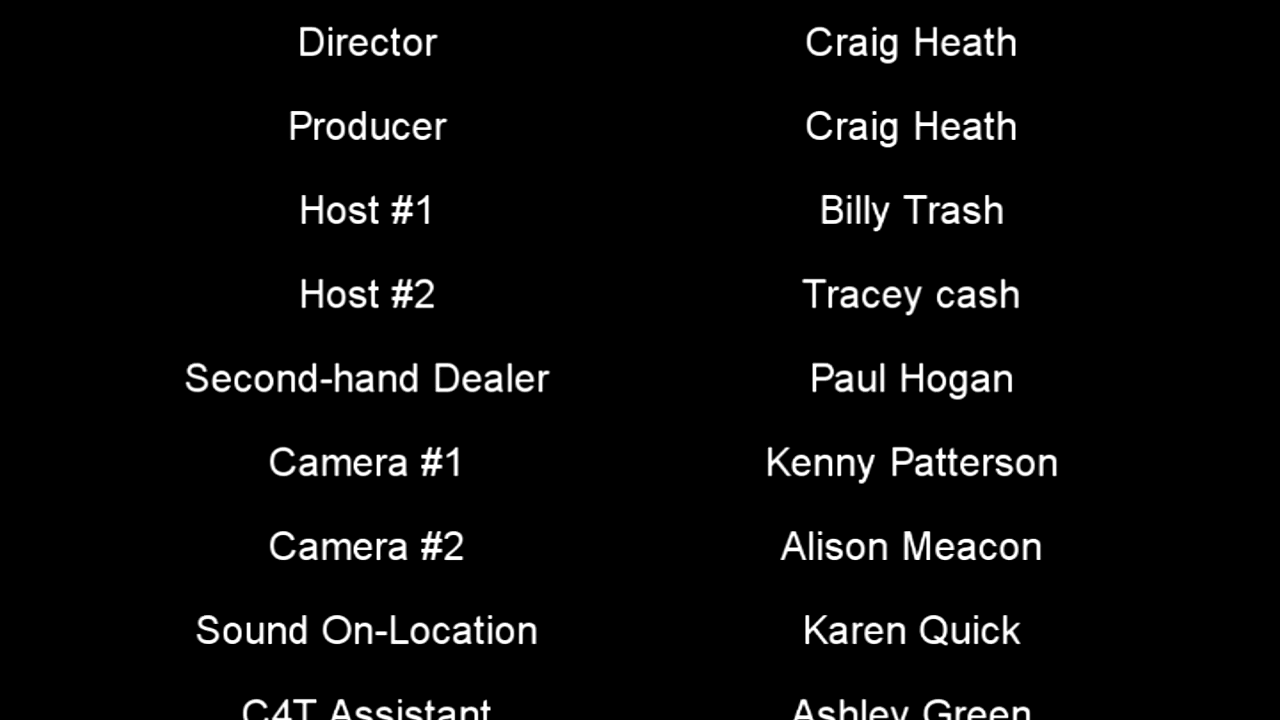 Director Craig Heath
Producer Craig Heath
Host #1 Billy Trash
Host #2 Tracey cash
Second-hand Dealer Paul Hogan
Camera #1 Kenny Patterson
Camera #2 Alison Meacon
Sound On-Location Karen Quick
C4T Assistant Ashley Green